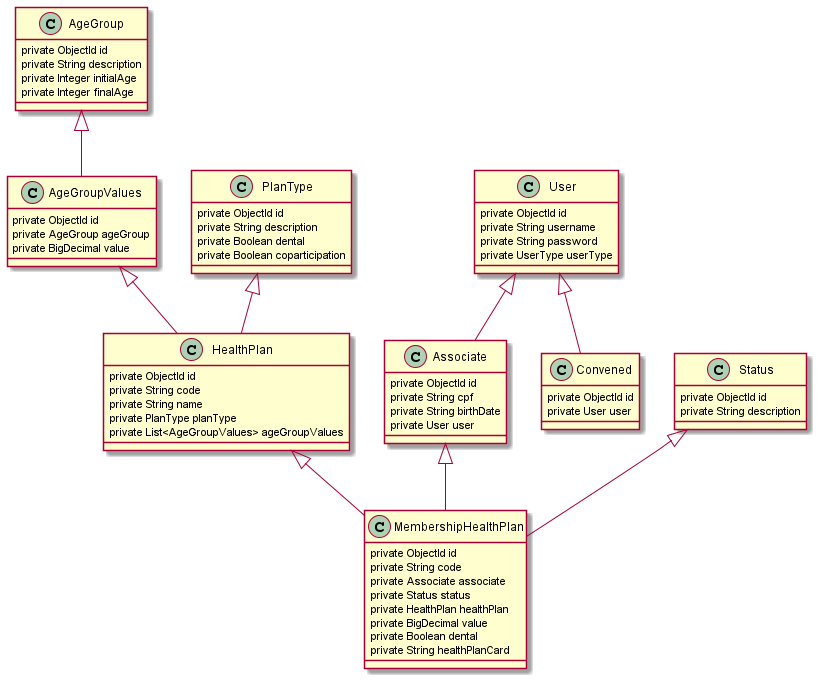 C AgeGroup
private ObjectId id
private String description
private Integer initialAge
private Integer finalAge
C AgeGroupValues
private ObjectId id
private AgeGroup ageGroup
private BigDecimal value
C PlanType
private ObjectId id
private String description
private Boolean dental
private Boolean coparticipation
C User
private ObjectId id
private String username
private String password
private UserType userType
C HealthPlan
private ObjectId id
private String code
private String name
private PlanType planType
private List<AgeGroupValues> ageGroupValues
C Associate
private ObjectId id
private String cpf
private String birthDate
private User user
C Convened
private ObjectId id
private User user
C Status
private ObjectId id
private String description
C MembershipHealthPlan
private ObjectId id
private String code
private Associate associate
private Status status
private HealthPlan healthPlan
private BigDecimal value
private Boolean dental
private String healthPlanCard